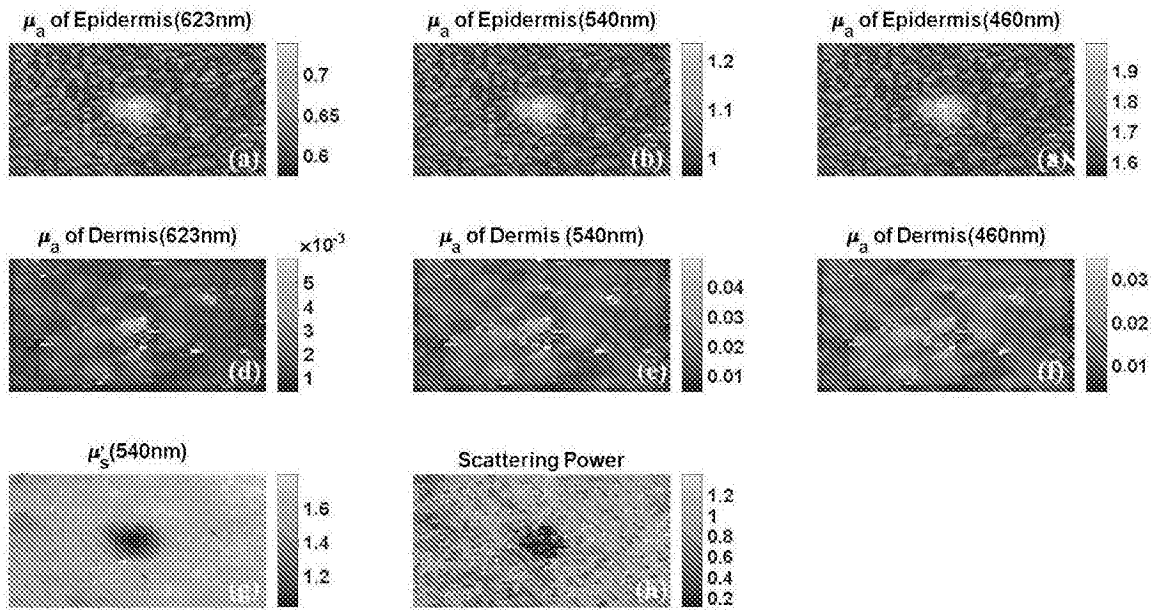 μa of Epidermis(623nm)
0.7
0.65
0.6
(a)
μa of Epidermis(540nm)
1.2
1.1
1
(b)
μa of Epidermis(460nm)
1.9
1.8
1.7
1.6
μa of Dermis(623nm)
×10-3
5
4
3
2
1
(d)
μa of Dermis (540nm)
0.04
0.03
0.02
0.01
(e)
μa of Dermis(460nm)
0.03
0.02
0.01
(f)
μ's(540nm)
1.6
1.4
1.2
Scattering Power
1.2
1
0.8
0.6
0.4
0.2
(h)